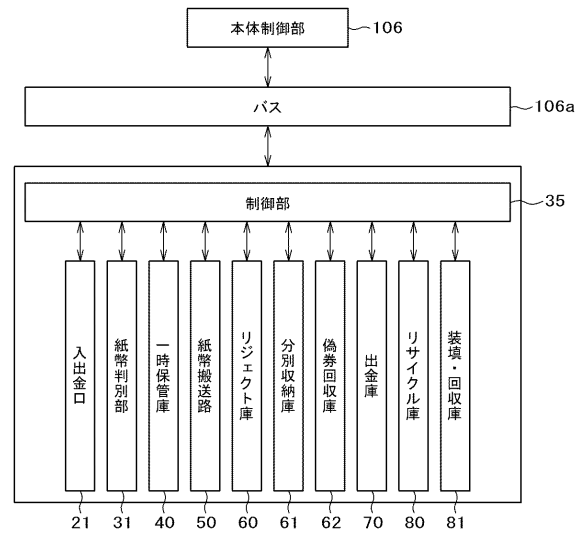 本体制御部
106
バス
106a
制御部
35
入出金口
紙幣判別部
一時保管庫
紙幣搬送路
リジェクト庫
分別収納庫
偽券回収庫
出金庫
リサイクル庫
装填・回収庫
21
31
40
50
60
61
62
70
80
81